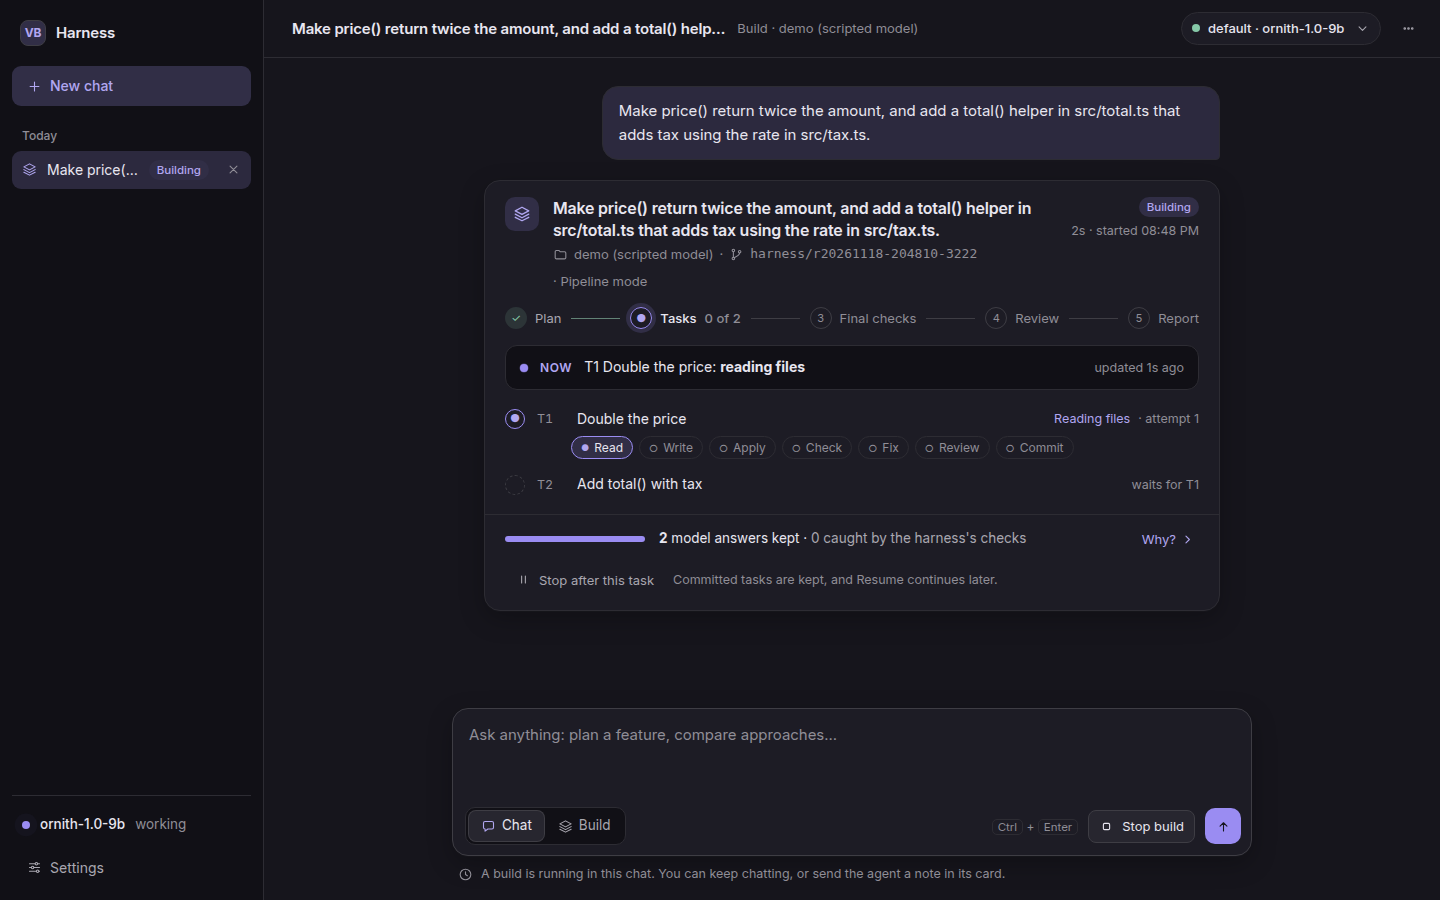 VB Harness
New chat
Today
Make price(... Building
ornith-1.0-9b working
Settings
Make price() return twice the amount, and add a total() help... Build · demo (scripted model)
default · ornith-1.0-9b
Make price() return twice the amount, and add a total() helper in src/total.ts that
adds tax using the rate in src/tax.ts.
Make price() return twice the amount, and add a total() helper in
src/total.ts that adds tax using the rate in src/tax.ts.
Building
2s · started 08:48 PM
demo (scripted model) · harness/r20261118-204810-3222
· Pipeline mode
Plan Tasks 0 of 2 3 Final checks 4 Review 5 Report
NOW T1 Double the price: reading files updated 1s ago
T1 Double the price Reading files · attempt 1
Read Write Apply Check Fix Review Commit
T2 Add total() with tax waits for T1
2 model answers kept · 0 caught by the harness's checks Why?
Stop after this task Committed tasks are kept, and Resume continues later.
Ask anything: plan a feature, compare approaches...
Chat Build Ctrl + Enter Stop build
A build is running in this chat. You can keep chatting, or send the agent a note in its card.